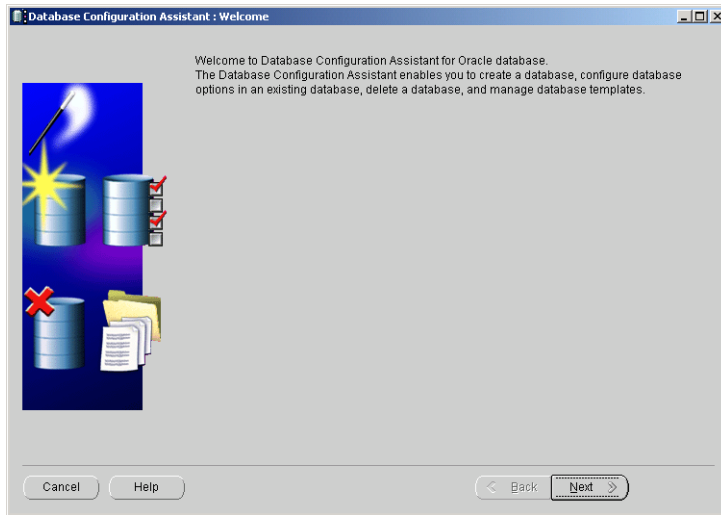 Database Configuration Assistant : Welcome
Welcome to Database Configuration Assistant for Oracle database.
The Database Configuration Assistant enables you to create a database, configure database
options in an existing database, delete a database, and manage database templates.
Cancel
Help
Back
Next